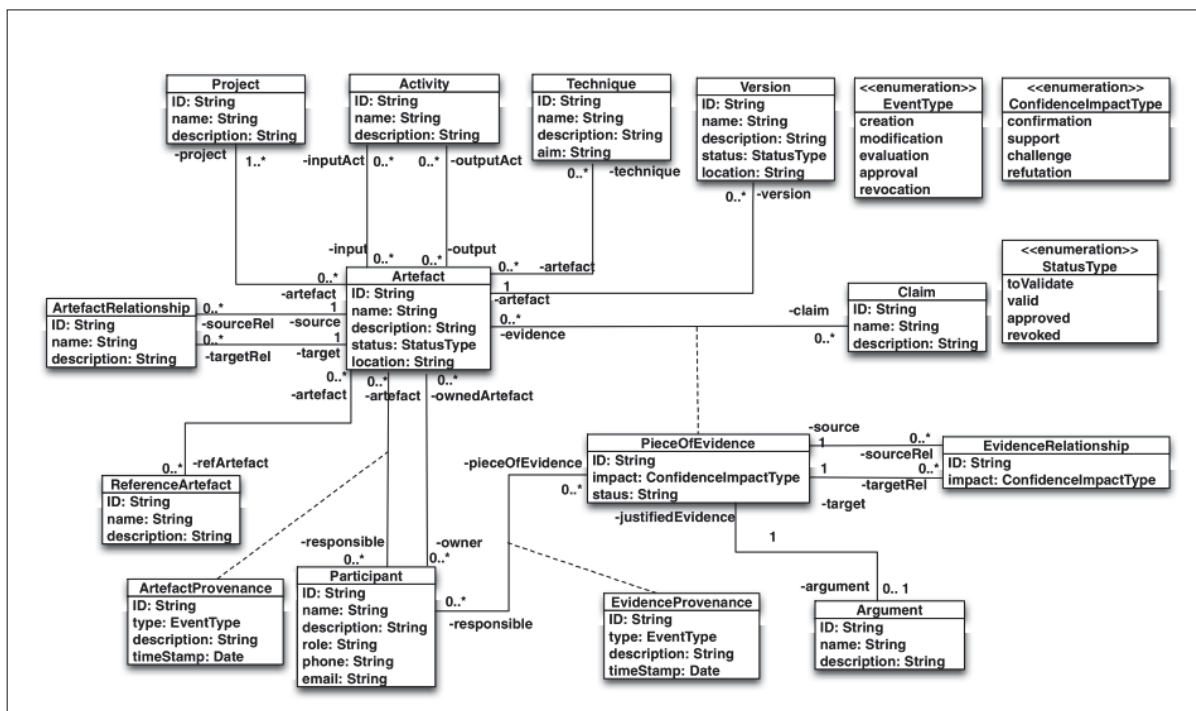 Project
ID: String
name: String
description: String
-project
1..*
Activity
ID: String
name: String
description: String
-inputAct
0..*
0..*
-outputAct
Technique
ID: String
name: String
description: String
aim: String
0..*
-technique
Version
ID: String
name: String
description: String
status: StatusType
location: String
0..*
-version
<<enumeration>>
EventType
creation
modification
evaluation
approval
revocation
<<enumeration>>
ConfidenceImpactType
confirmation
support
challenge
refutation
<<enumeration>>
StatusType
toValidate
valid
approved
revoked
-input
0..*
-output
0..*
0..*
-artefact
0..*
-artefact
1
-artefact
Artefact
ID: String
name: String
description: String
status: StatusType
location: String
0..*
-evidence
-claim
0..*
Claim
ID: String
name: String
description: String
ArtefactRelationship
ID: String
name: String
description: String
0..*
-sourceRel
1
-source
0..*
-targetRel
1
-target
0..*
-artefact
0..*
-artefact
0..*
-ownedArtefact
0..*
-refArtefact
ReferenceArtefact
ID: String
name: String
description: String
-pieceOfEvidence
0..*
PieceOfEvidence
ID: String
impact: ConfidenceImpactType
staus: String
-source
1
0..*
-sourceRel
1
0..*
-targetRel
-target
EvidenceRelationship
ID: String
impact: ConfidenceImpactType
-justifiedEvidence
1
-argument
0.. 1
Argument
ID: String
name: String
description: String
ArtefactProvenance
ID: String
type: EventType
description: String
timeStamp: Date
-responsible
0..*
-owner
0..*
Participant
ID: String
name: String
description: String
role: String
phone: String
email: String
0..*
-responsible
EvidenceProvenance
ID: String
type: EventType
description: String
timeStamp: Date